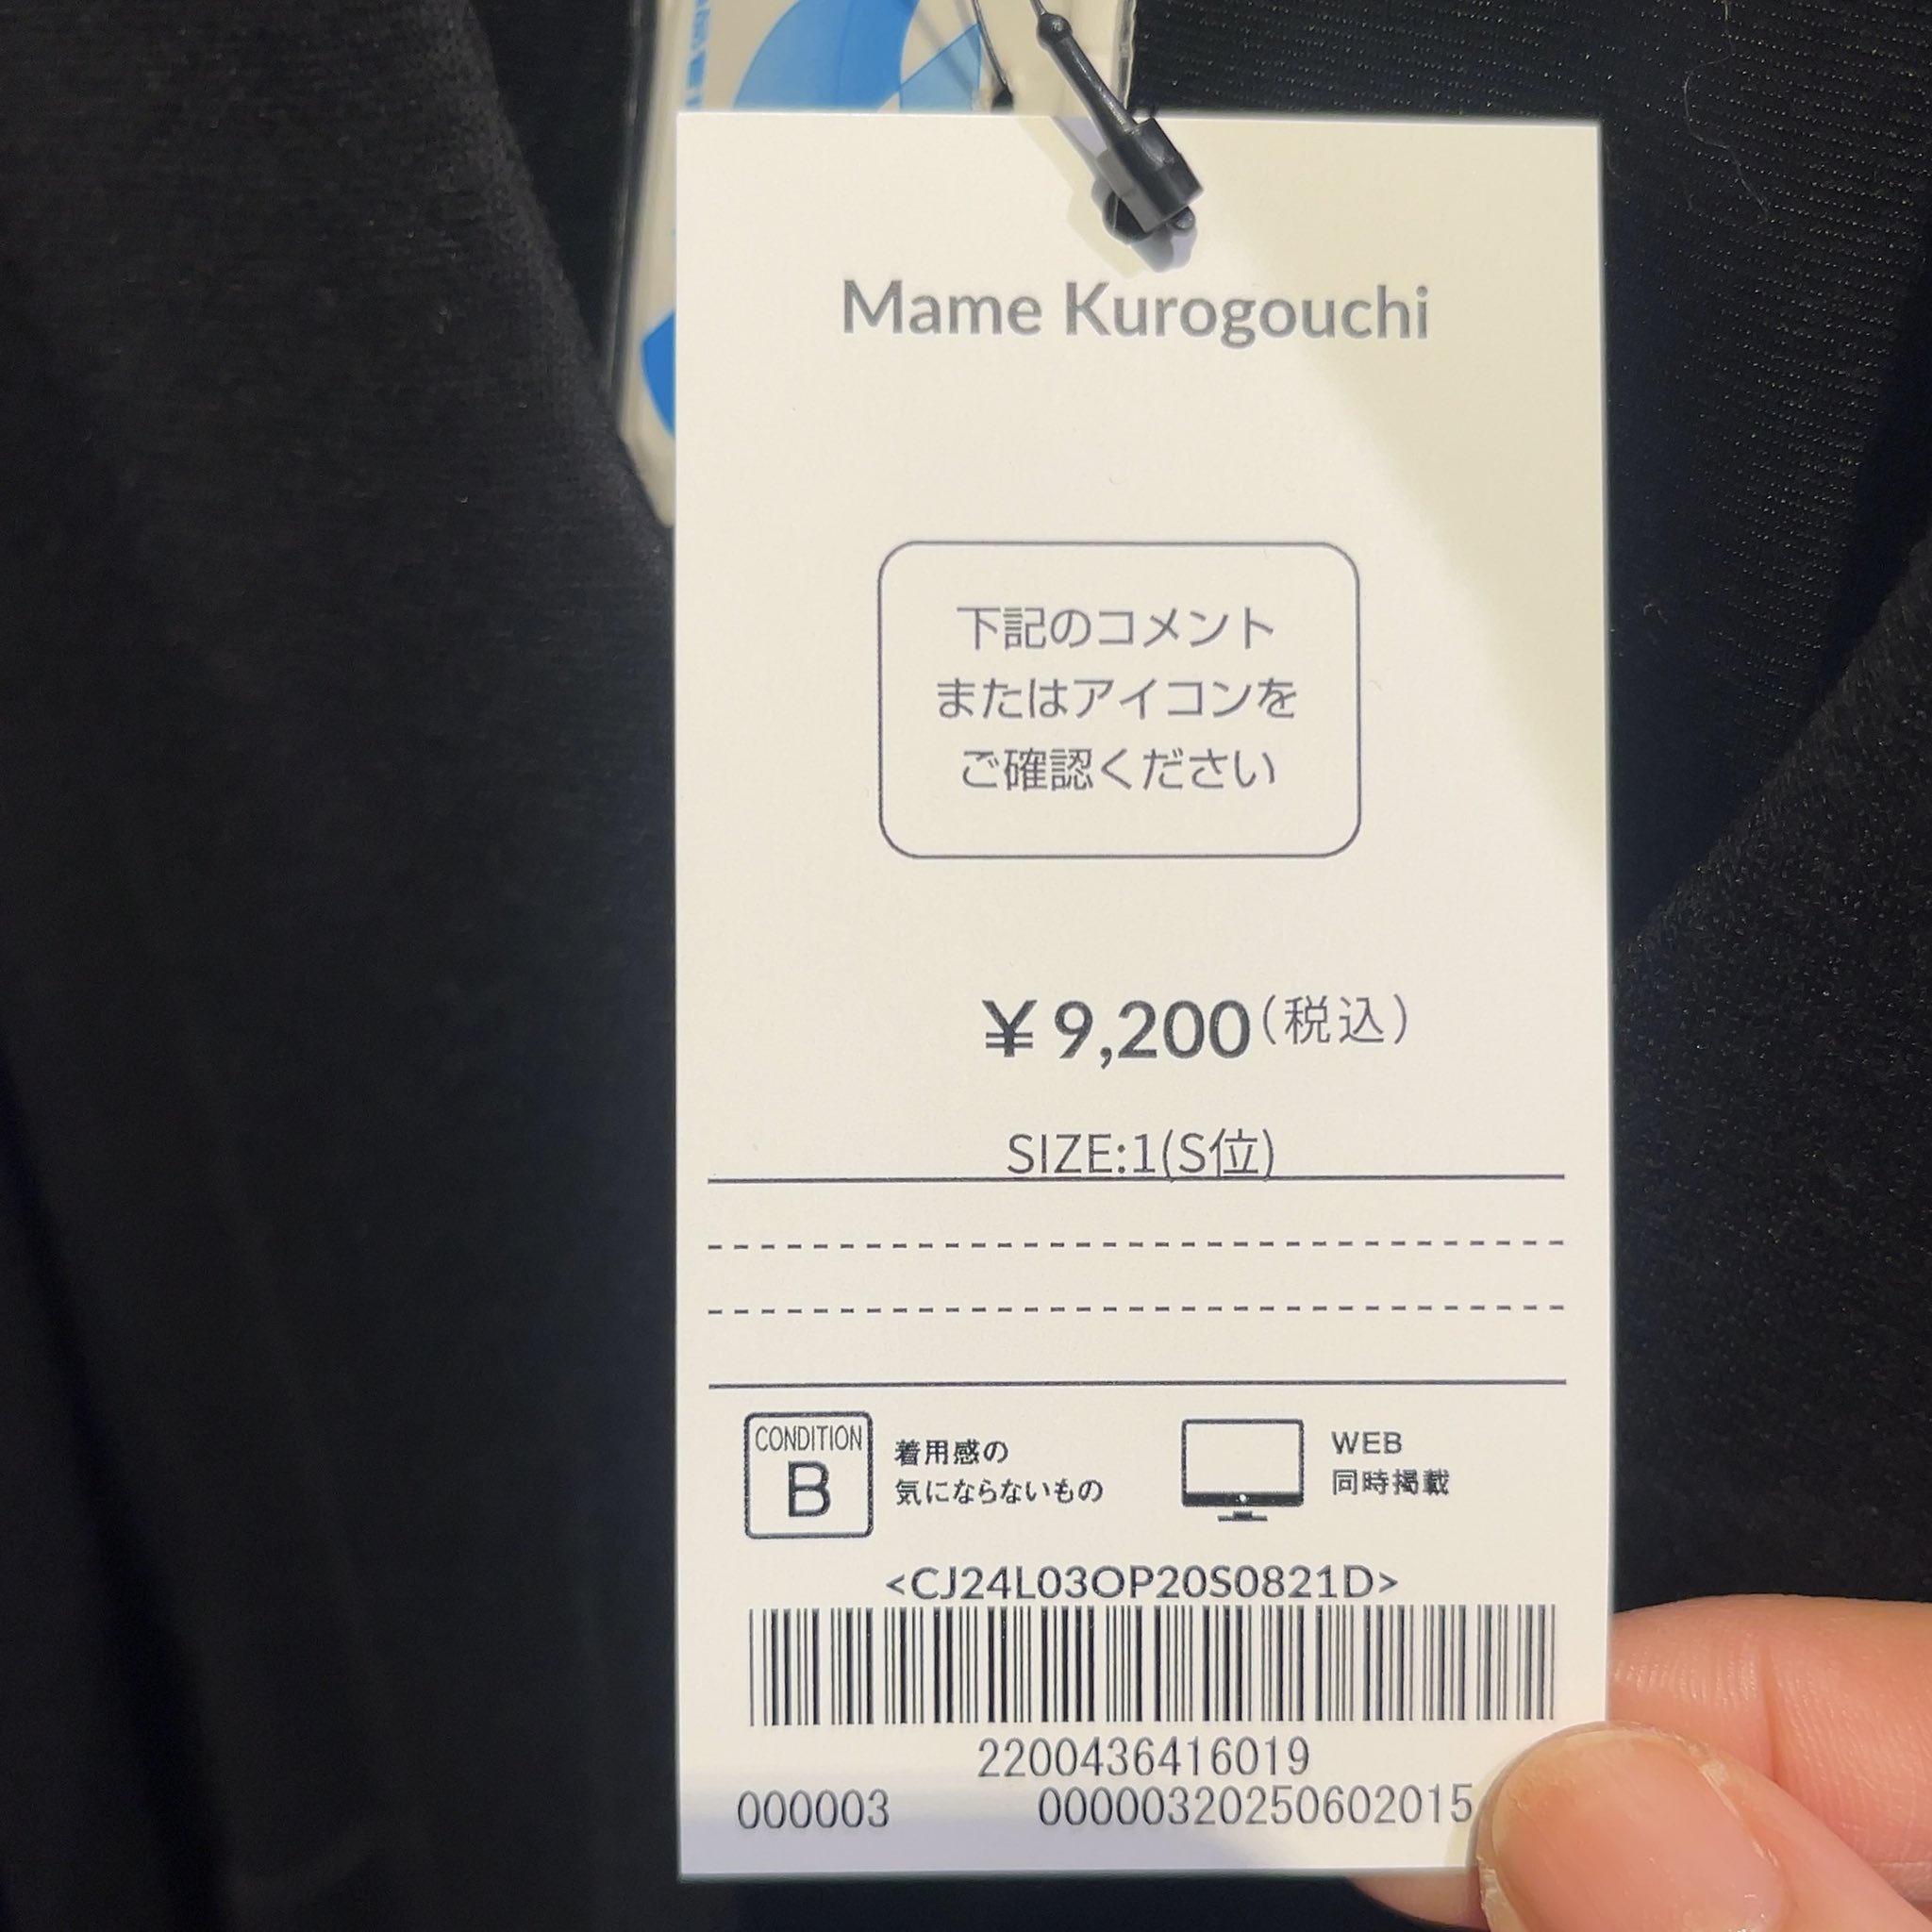 Mame Kurogouchi
下記のコメント
またはアイコンを
ご確認ください
¥9,200(税込)
SIZE:1(S位)
CONDITION
B
着用感の
気にならないもの
WEB
同時掲載
<CJ24L03OP20S0821D>
2200436416019
000003 00000320250602015